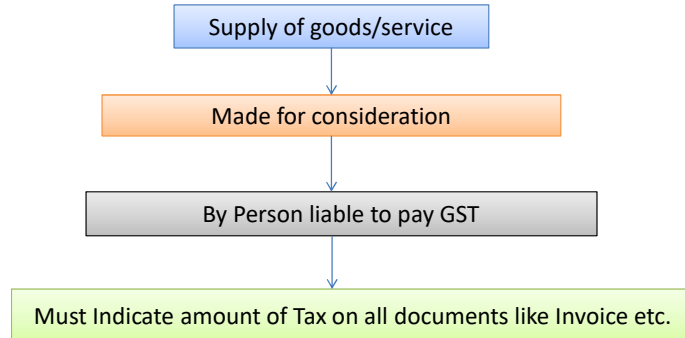 Supply of goods/service
Made for consideration
By Person liable to pay GST
Must Indicate amount of Tax on all documents like Invoice etc.